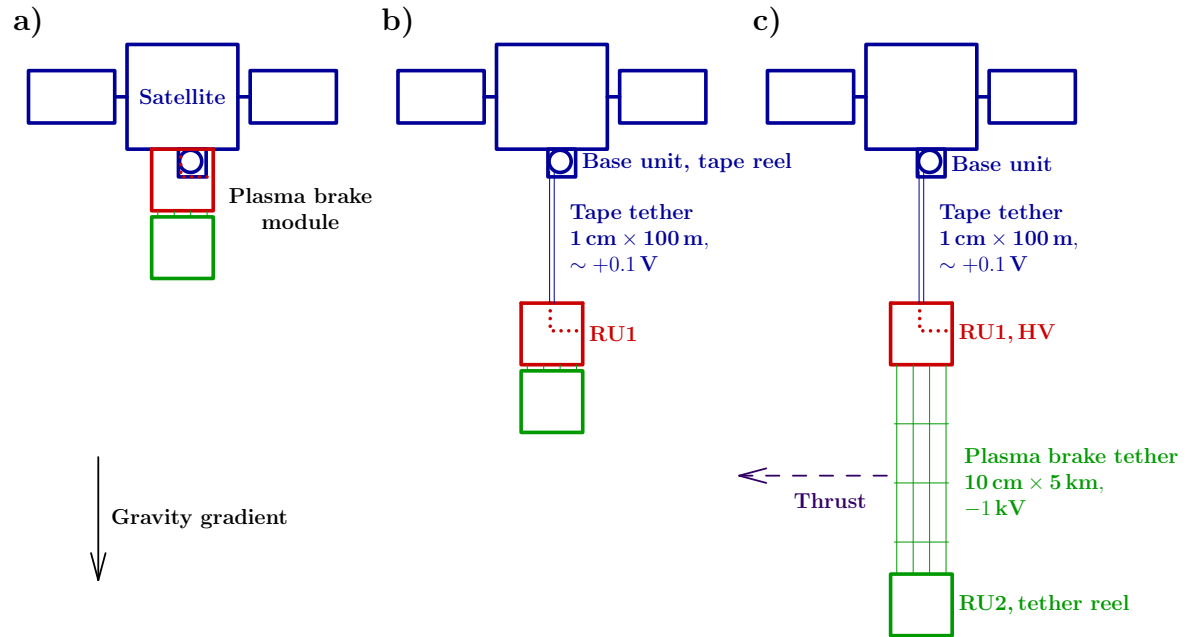 a)
Satellite
Plasma brake
module
Gravity gradient
b)
Base unit, tape reel
Tape tether
1 cm × 100 m,
∼ +0.1 V
RU1
c)
Base unit
Tape tether
1 cm × 100 m,
∼ +0.1 V
RU1, HV
Plasma brake tether
10 cm × 5 km,
−1 kV
Thrust
RU2, tether reel